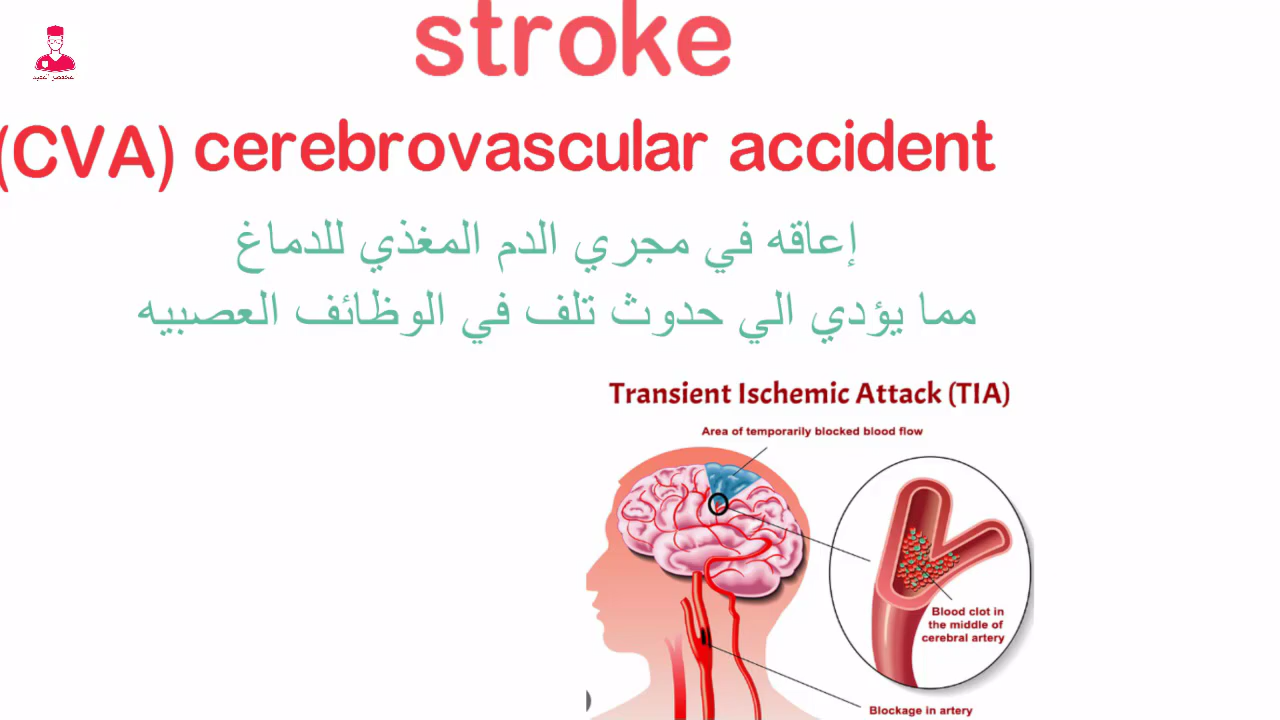 stroke
(CVA) cerebrovascular accident
إعاقه في مجري الدم المغذي للدماغ
مما يؤدي الي حدوث تلف في الوظائف العصبيه
Transient Ischemic Attack (TIA)
Area of temporarily blocked blood flow
Blood clot in
the middle of
cerebral artery
Blockage in artery